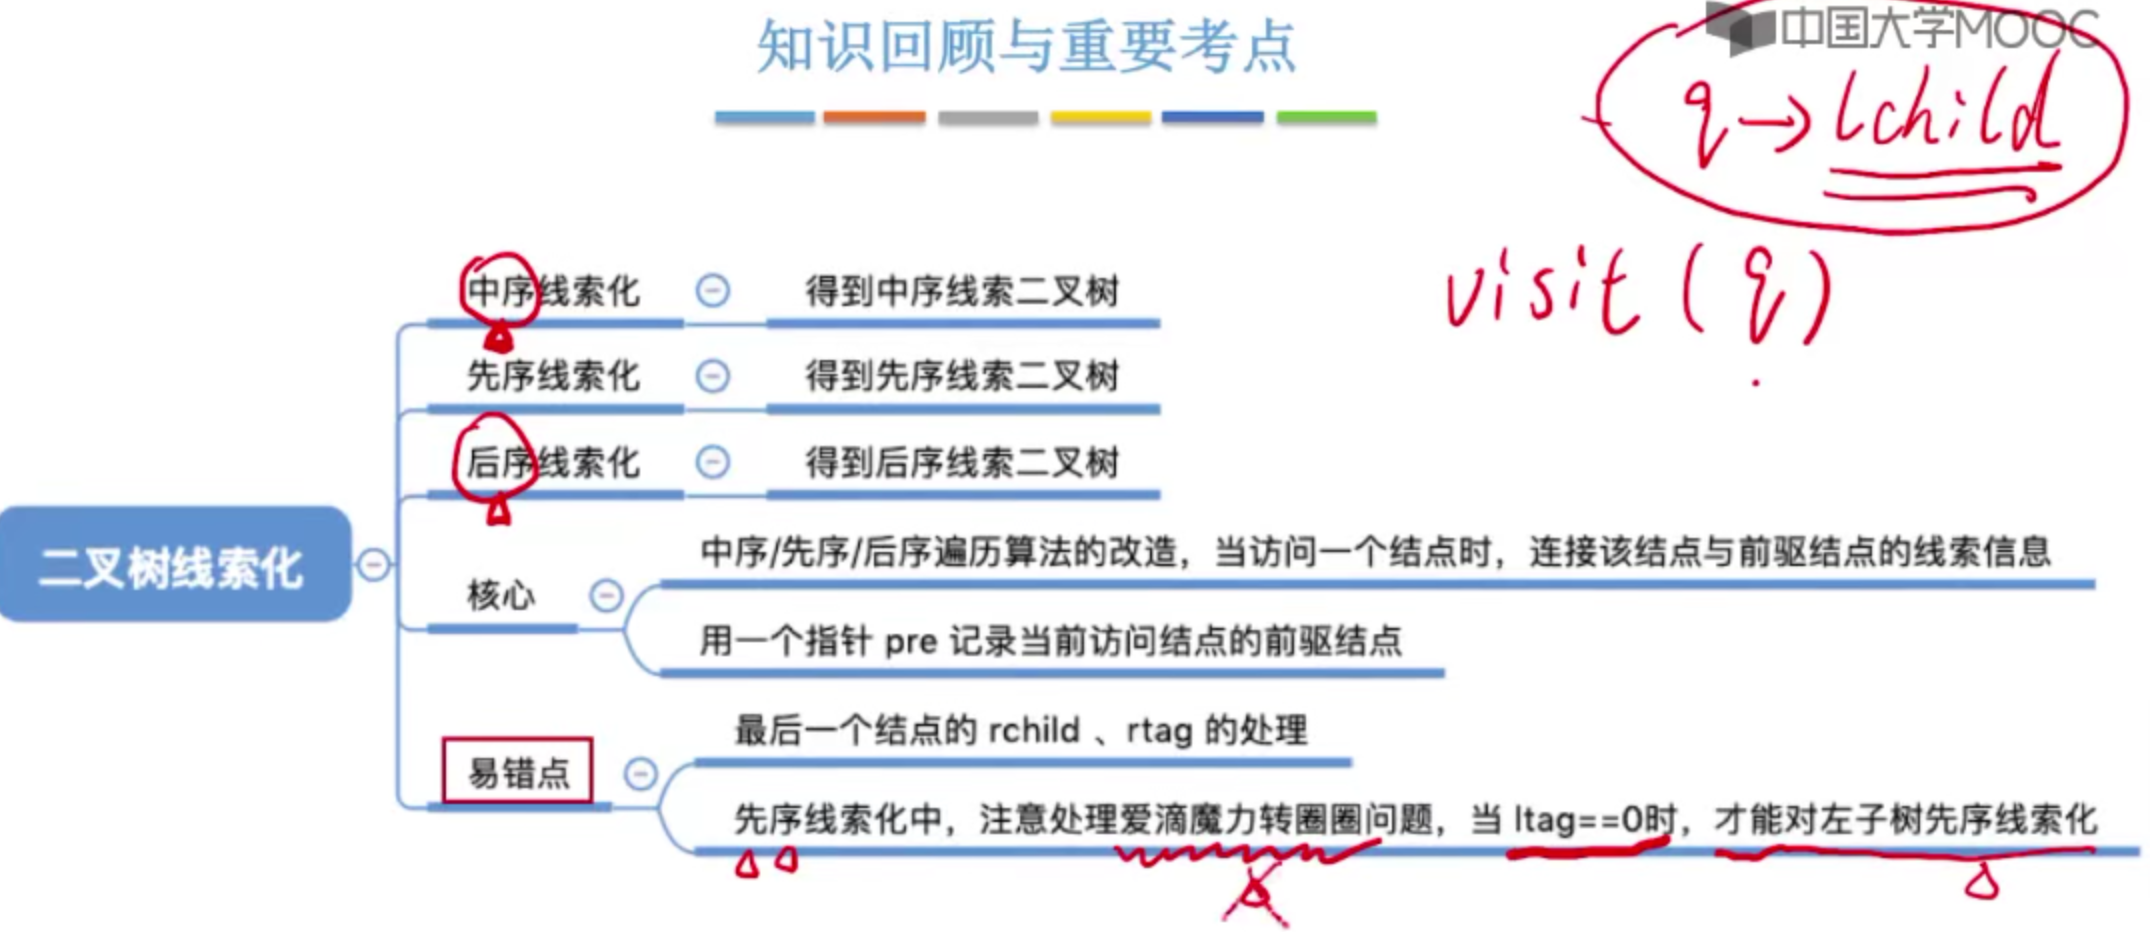 知识回顾与重要考点
中国大学MOOC
q→lchild
visit(q)
中序线索化
得到中序线索二叉树
先序线索化
得到先序线索二叉树
后序线索化
得到后序线索二叉树
二叉树线索化
核心
中序/先序/后序遍历算法的改造，当访问一个结点时，连接该结点与前驱结点的线索信息
用一个指针 pre 记录当前访问结点的前驱结点
易错点
最后一个结点的 rchild 、rtag 的处理
先序线索化中，注意处理爱滴魔力转圈圈问题，当 ltag==0时，才能对左子树先序线索化